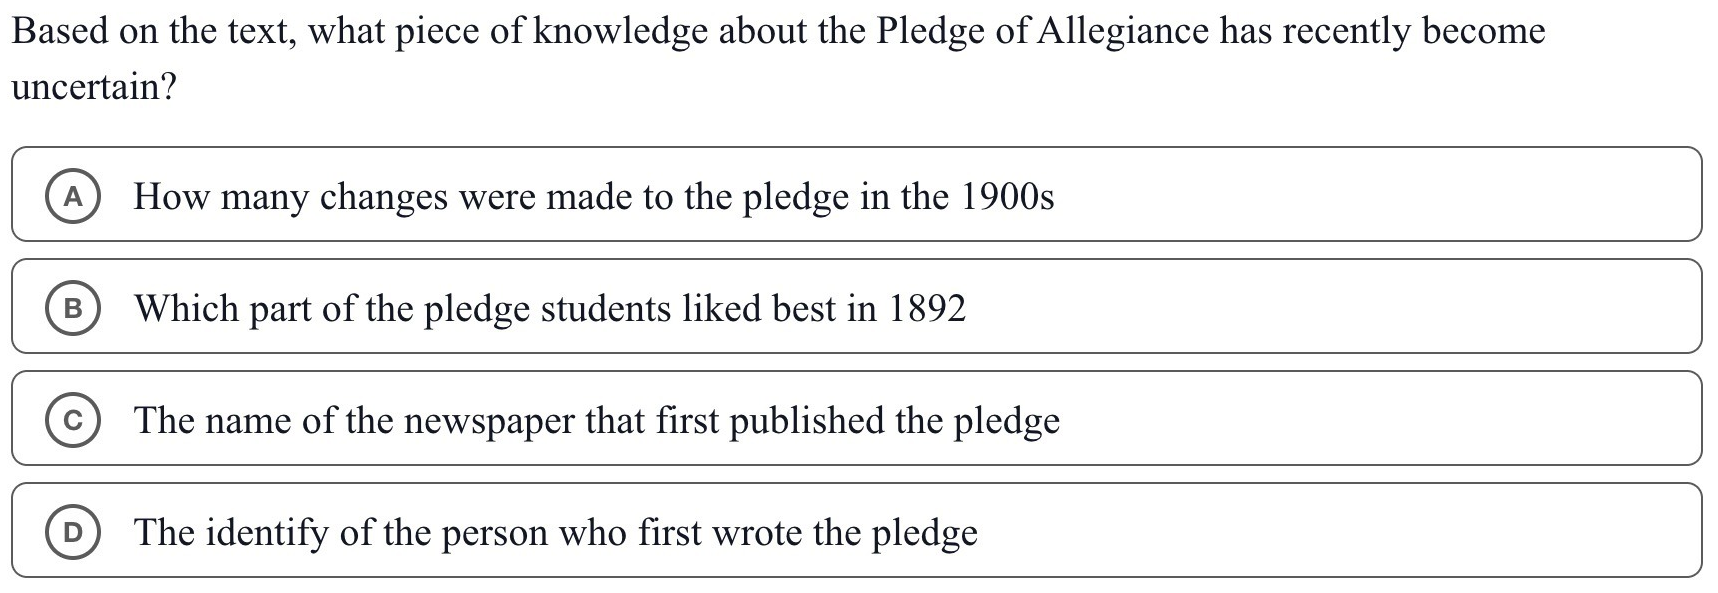 Based on the text, what piece of knowledge about the Pledge of Allegiance has recently become
uncertain?
A How many changes were made to the pledge in the 1900s
B Which part of the pledge students liked best in 1892
C The name of the newspaper that first published the pledge
D The identify of the person who first wrote the pledge